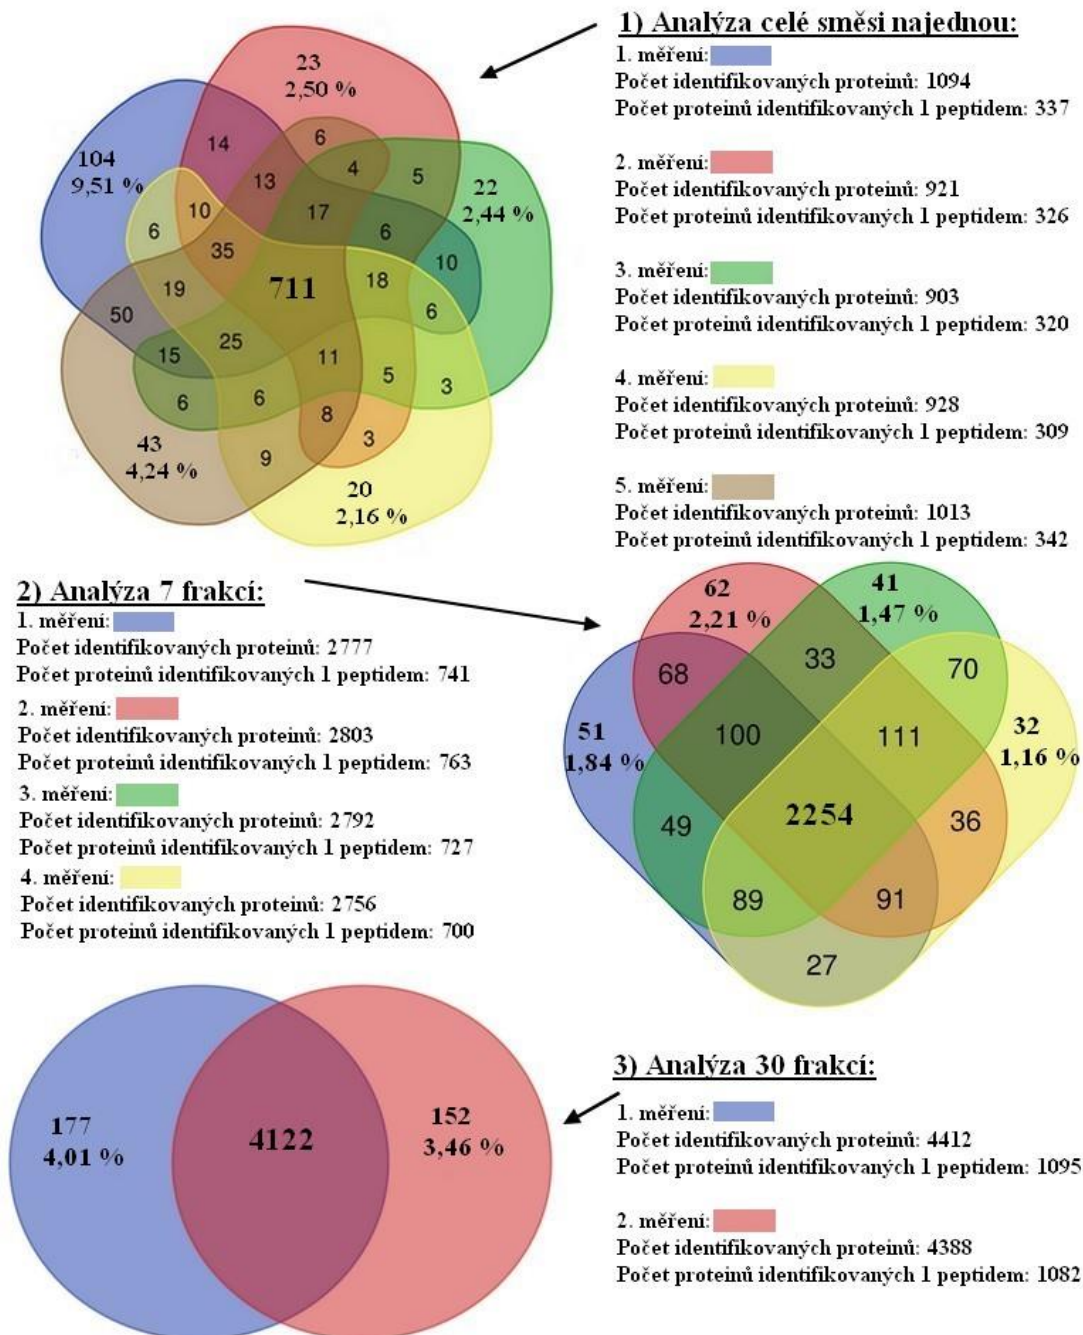 1) Analýza celé směsi najednou:
1. měření:
Počet identifikovaných proteinů: 1094
Počet proteinů identifikovaných 1 peptidem: 337
2. měření:
Počet identifikovaných proteinů: 921
Počet proteinů identifikovaných 1 peptidem: 326
3. měření:
Počet identifikovaných proteinů: 903
Počet proteinů identifikovaných 1 peptidem: 320
4. měření:
Počet identifikovaných proteinů: 928
Počet proteinů identifikovaných 1 peptidem: 309
5. měření:
Počet identifikovaných proteinů: 1013
Počet proteinů identifikovaných 1 peptidem: 342
23
2,50 %
104
9,51 %
14
6
4
5
22
2,44 %
13
10
17
6
6
35
10
19
711
18
6
50
25
15
11
5
3
6
6
8
3
43
4,24 %
9
20
2,16 %
2) Analýza 7 frakcí:
1. měření:
Počet identifikovaných proteinů: 2777
Počet proteinů identifikovaných 1 peptidem: 741
2. měření:
Počet identifikovaných proteinů: 2803
Počet proteinů identifikovaných 1 peptidem: 763
3. měření:
Počet identifikovaných proteinů: 2792
Počet proteinů identifikovaných 1 peptidem: 727
4. měření:
Počet identifikovaných proteinů: 2756
Počet proteinů identifikovaných 1 peptidem: 700
62
2,21 %
41
1,47 %
68
33
70
51
1,84 %
100
111
32
1,16 %
49
2254
36
89
91
27
177
4,01 %
4122
152
3,46 %
3) Analýza 30 frakcí:
1. měření:
Počet identifikovaných proteinů: 4412
Počet proteinů identifikovaných 1 peptidem: 1095
2. měření:
Počet identifikovaných proteinů: 4388
Počet proteinů identifikovaných 1 peptidem: 1082